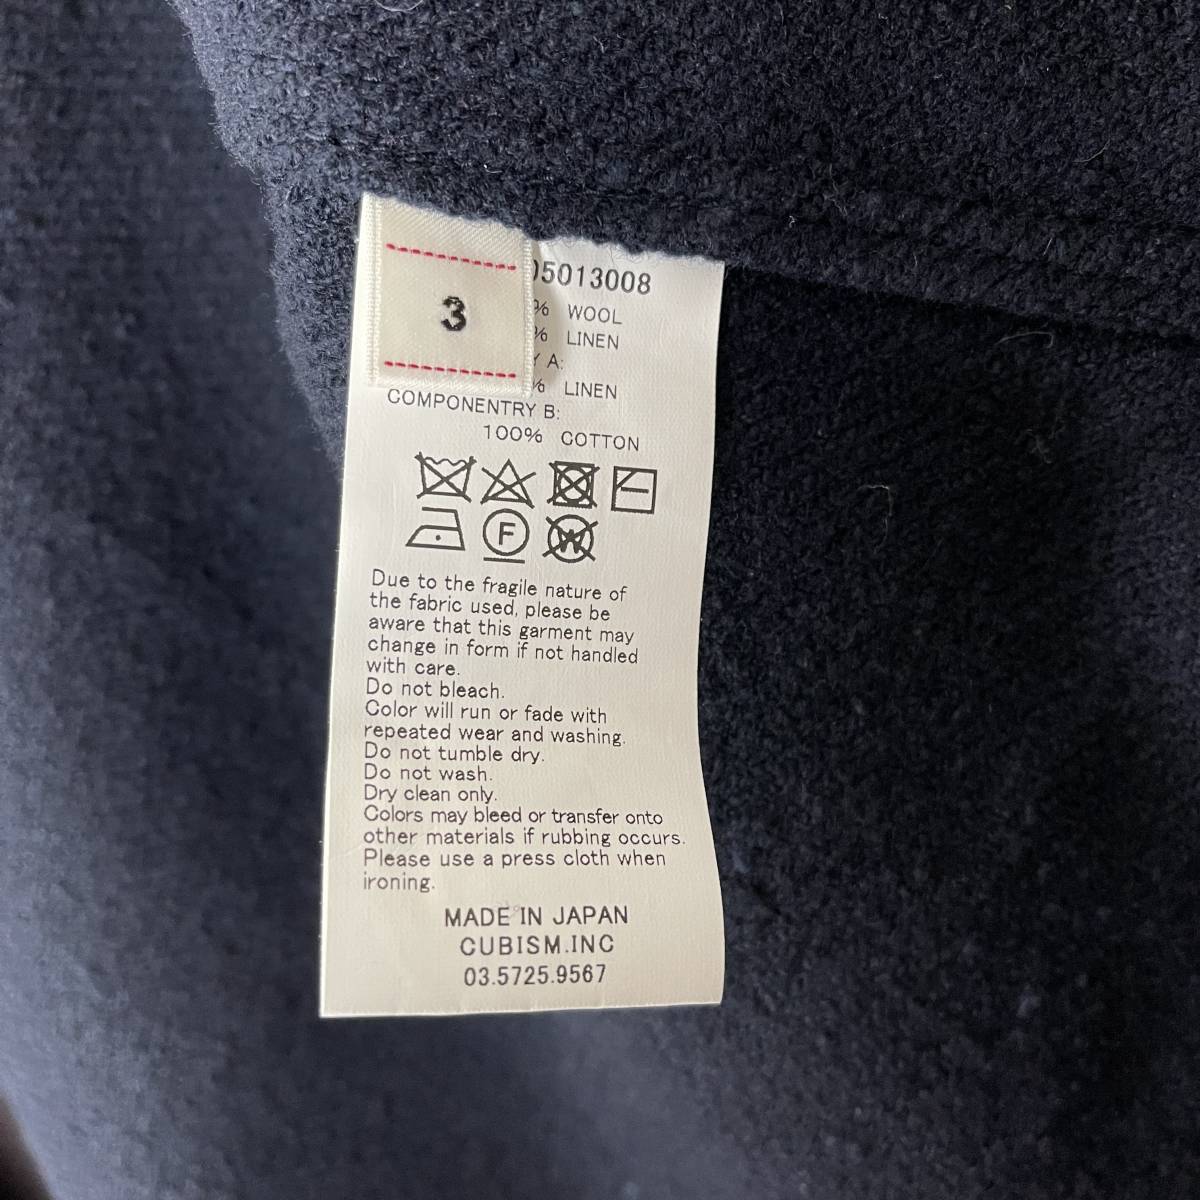 3
5013008
% WOOL
% LINEN
A:
% LINEN
COMPONENTRY B:
100% COTTON
F
W
Due to the fragile nature of
the fabric used, please be
aware that this garment may
change in form if not handled
with care.
Do not bleach.
Color will run or fade with
repeated wear and washing.
Do not tumble dry.
Do not wash.
Dry clean only.
Colors may bleed or transfer onto
other materials if rubbing occurs.
Please use a press cloth when
ironing.
MADE IN JAPAN
CUBISM.INC
03.5725.9567